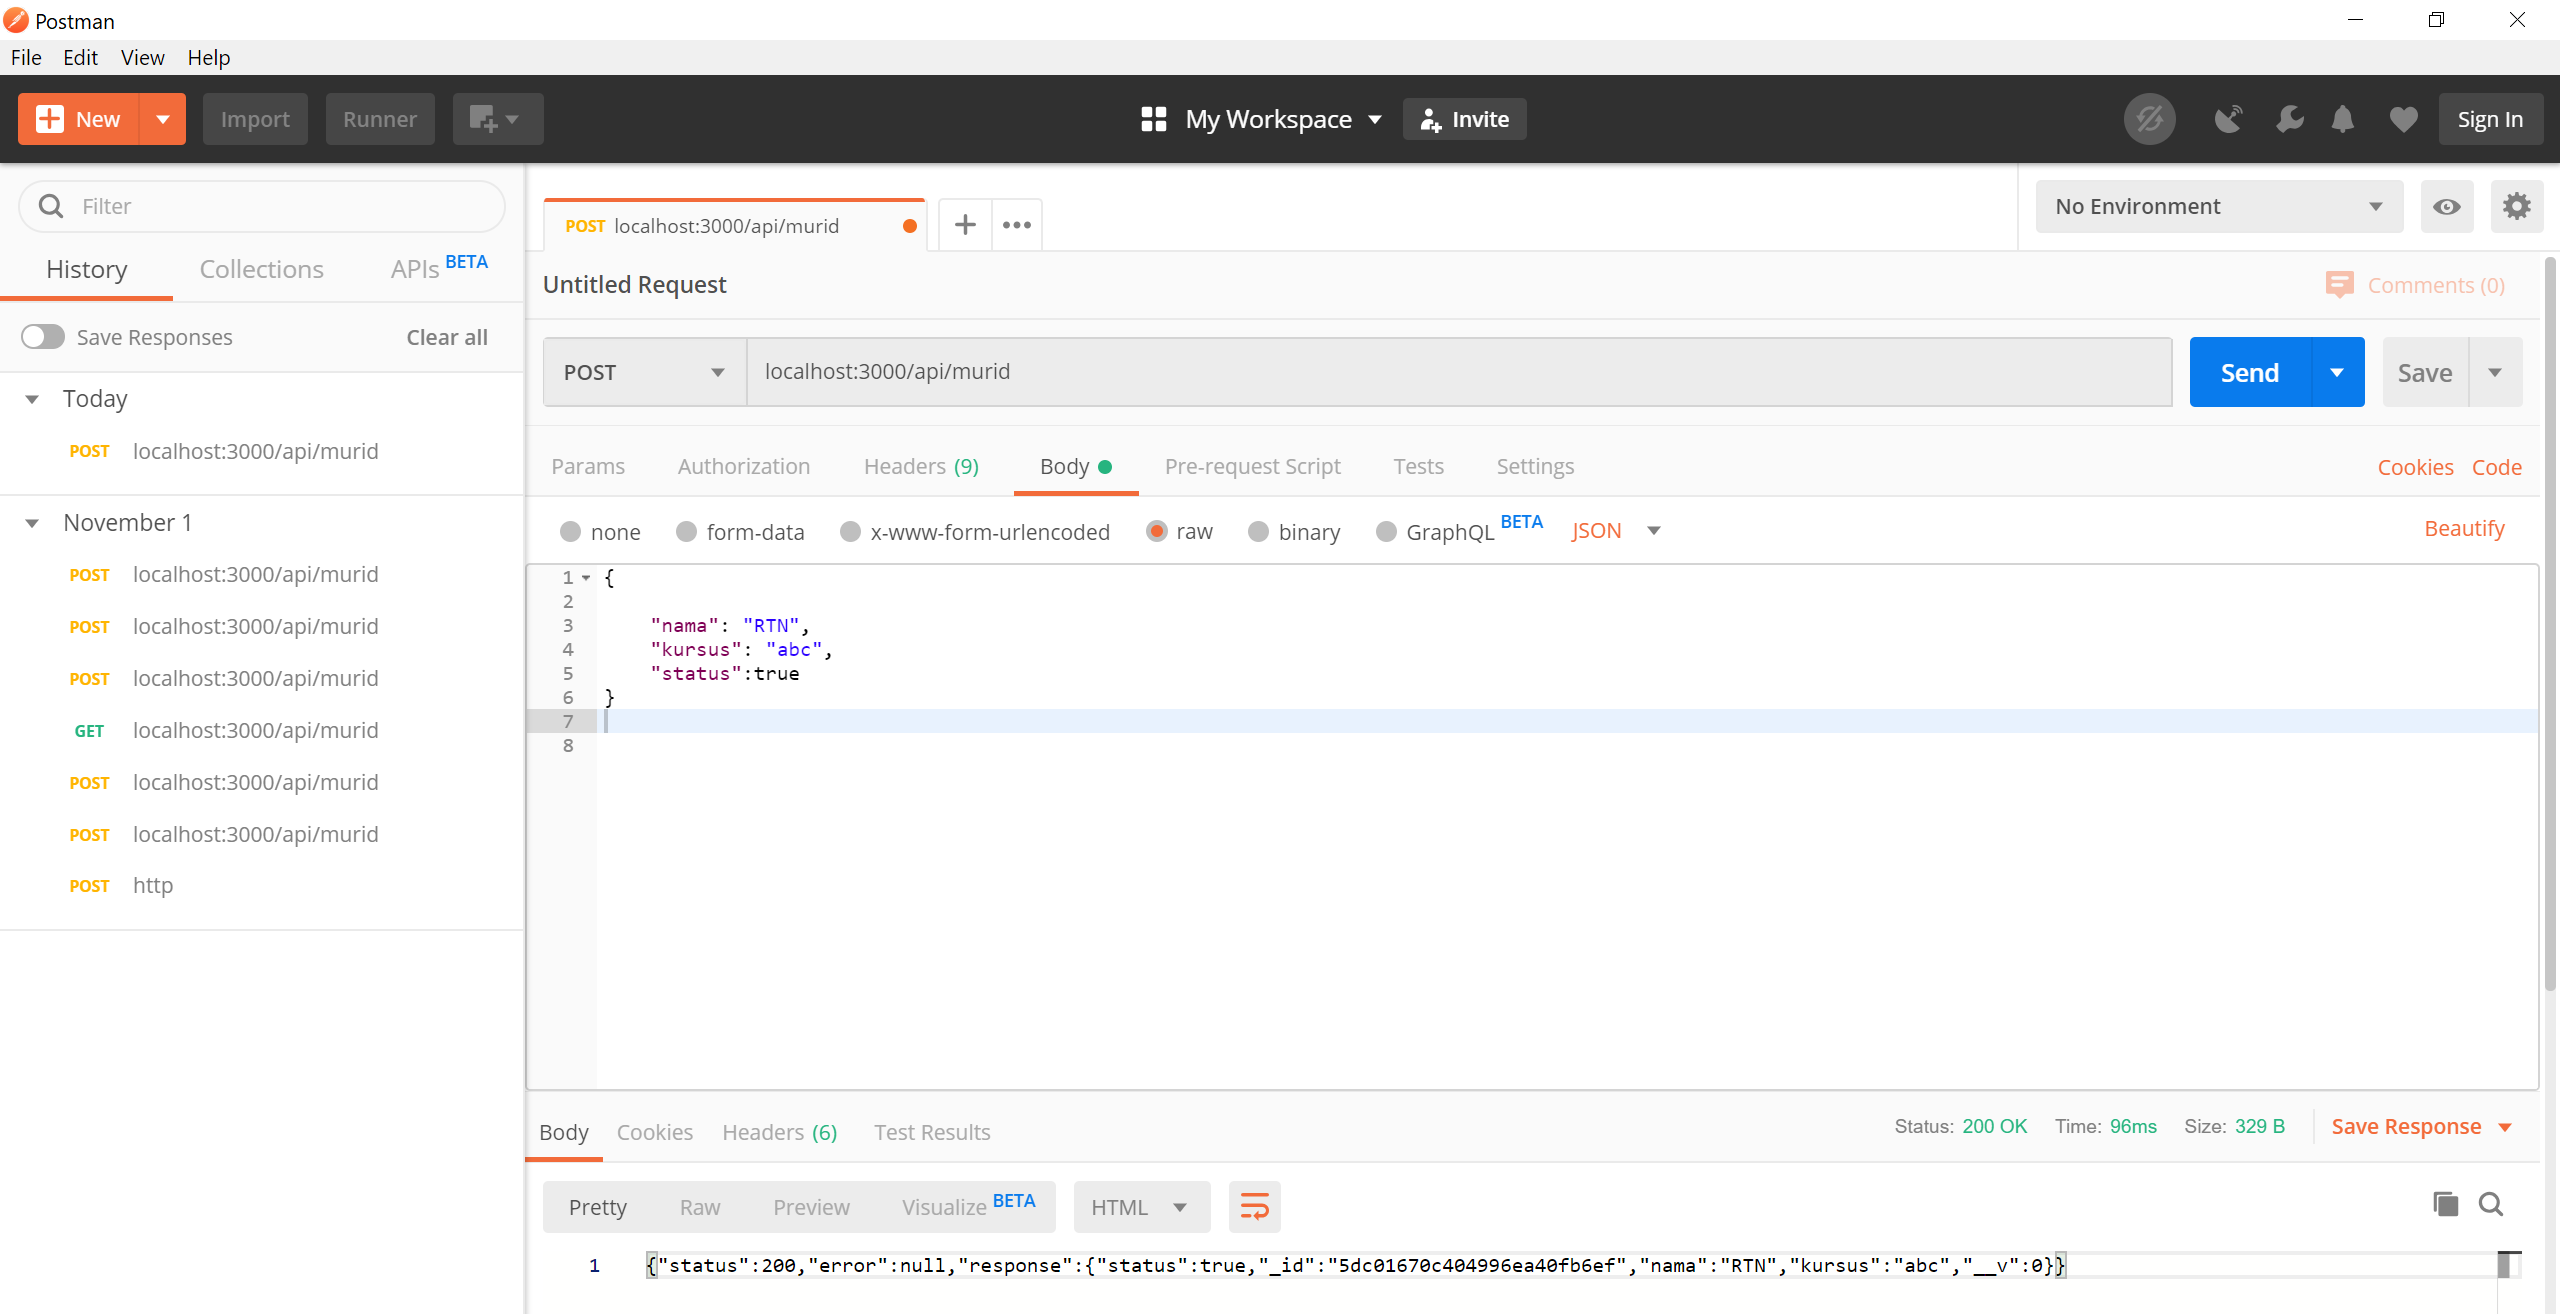 Postman
File Edit View Help
New Import Runner My Workspace Invite Sign In
Filter
History Collections APIs BETA
Save Responses Clear all
Today
POST localhost:3000/api/murid
November 1
POST localhost:3000/api/murid
POST localhost:3000/api/murid
POST localhost:3000/api/murid
GET localhost:3000/api/murid
POST localhost:3000/api/murid
POST localhost:3000/api/murid
POST http
POST localhost:3000/api/murid
No Environment
Untitled Request Comments (0)
POST localhost:3000/api/murid Send Save
Params Authorization Headers (9) Body Pre-request Script Tests Settings Cookies Code
none form-data x-www-form-urlencoded raw binary GraphQL BETA JSON Beautify
1 {
2
3 "nama": "RTN",
4 "kursus": "abc",
5 "status":true
6 }
7
8
Body Cookies Headers (6) Test Results Status: 200 OK Time: 96ms Size: 329 B Save Response
Pretty Raw Preview Visualize BETA HTML
1 {"status":200,"error":null,"response":{"status":true,"_id":"5dc01670c404996ea40fb6ef","nama":"RTN","kursus":"abc","__v":0}}